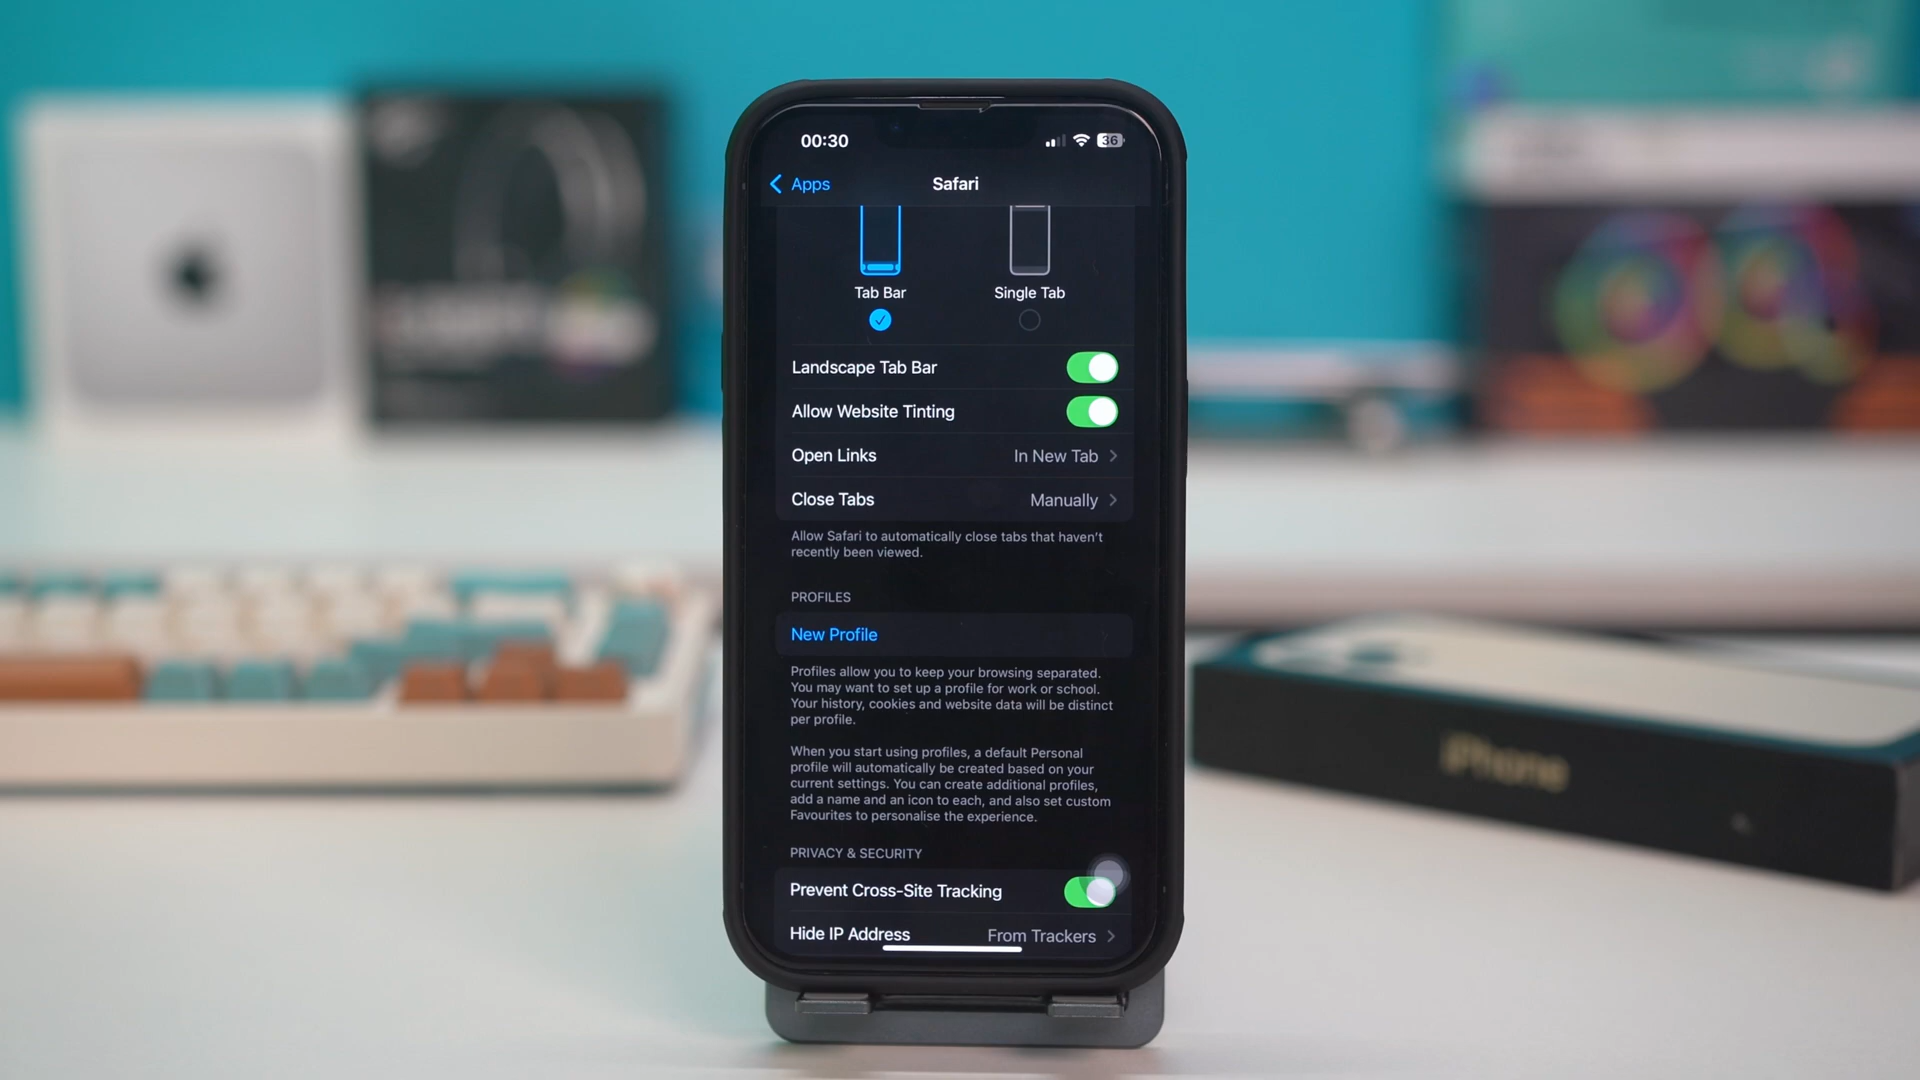 00:30
36
Apps
Safari
Tab Bar
Single Tab
Landscape Tab Bar
Allow Website Tinting
Open Links
In New Tab
Close Tabs
Manually
Allow Safari to automatically close tabs that haven't
recently been viewed.
PROFILES
New Profile
Profiles allow you to keep your browsing separated.
You may want to set up a profile for work or school.
Your history, cookies and website data will be distinct
per profile.
When you start using profiles, a default Personal
profile will automatically be created based on your
current settings. You can create additional profiles,
add a name and an icon to each, and also set custom
Favourites to personalise the experience.
PRIVACY & SECURITY
Prevent Cross-Site Tracking
Hide IP Address
From Trackers
iPhone